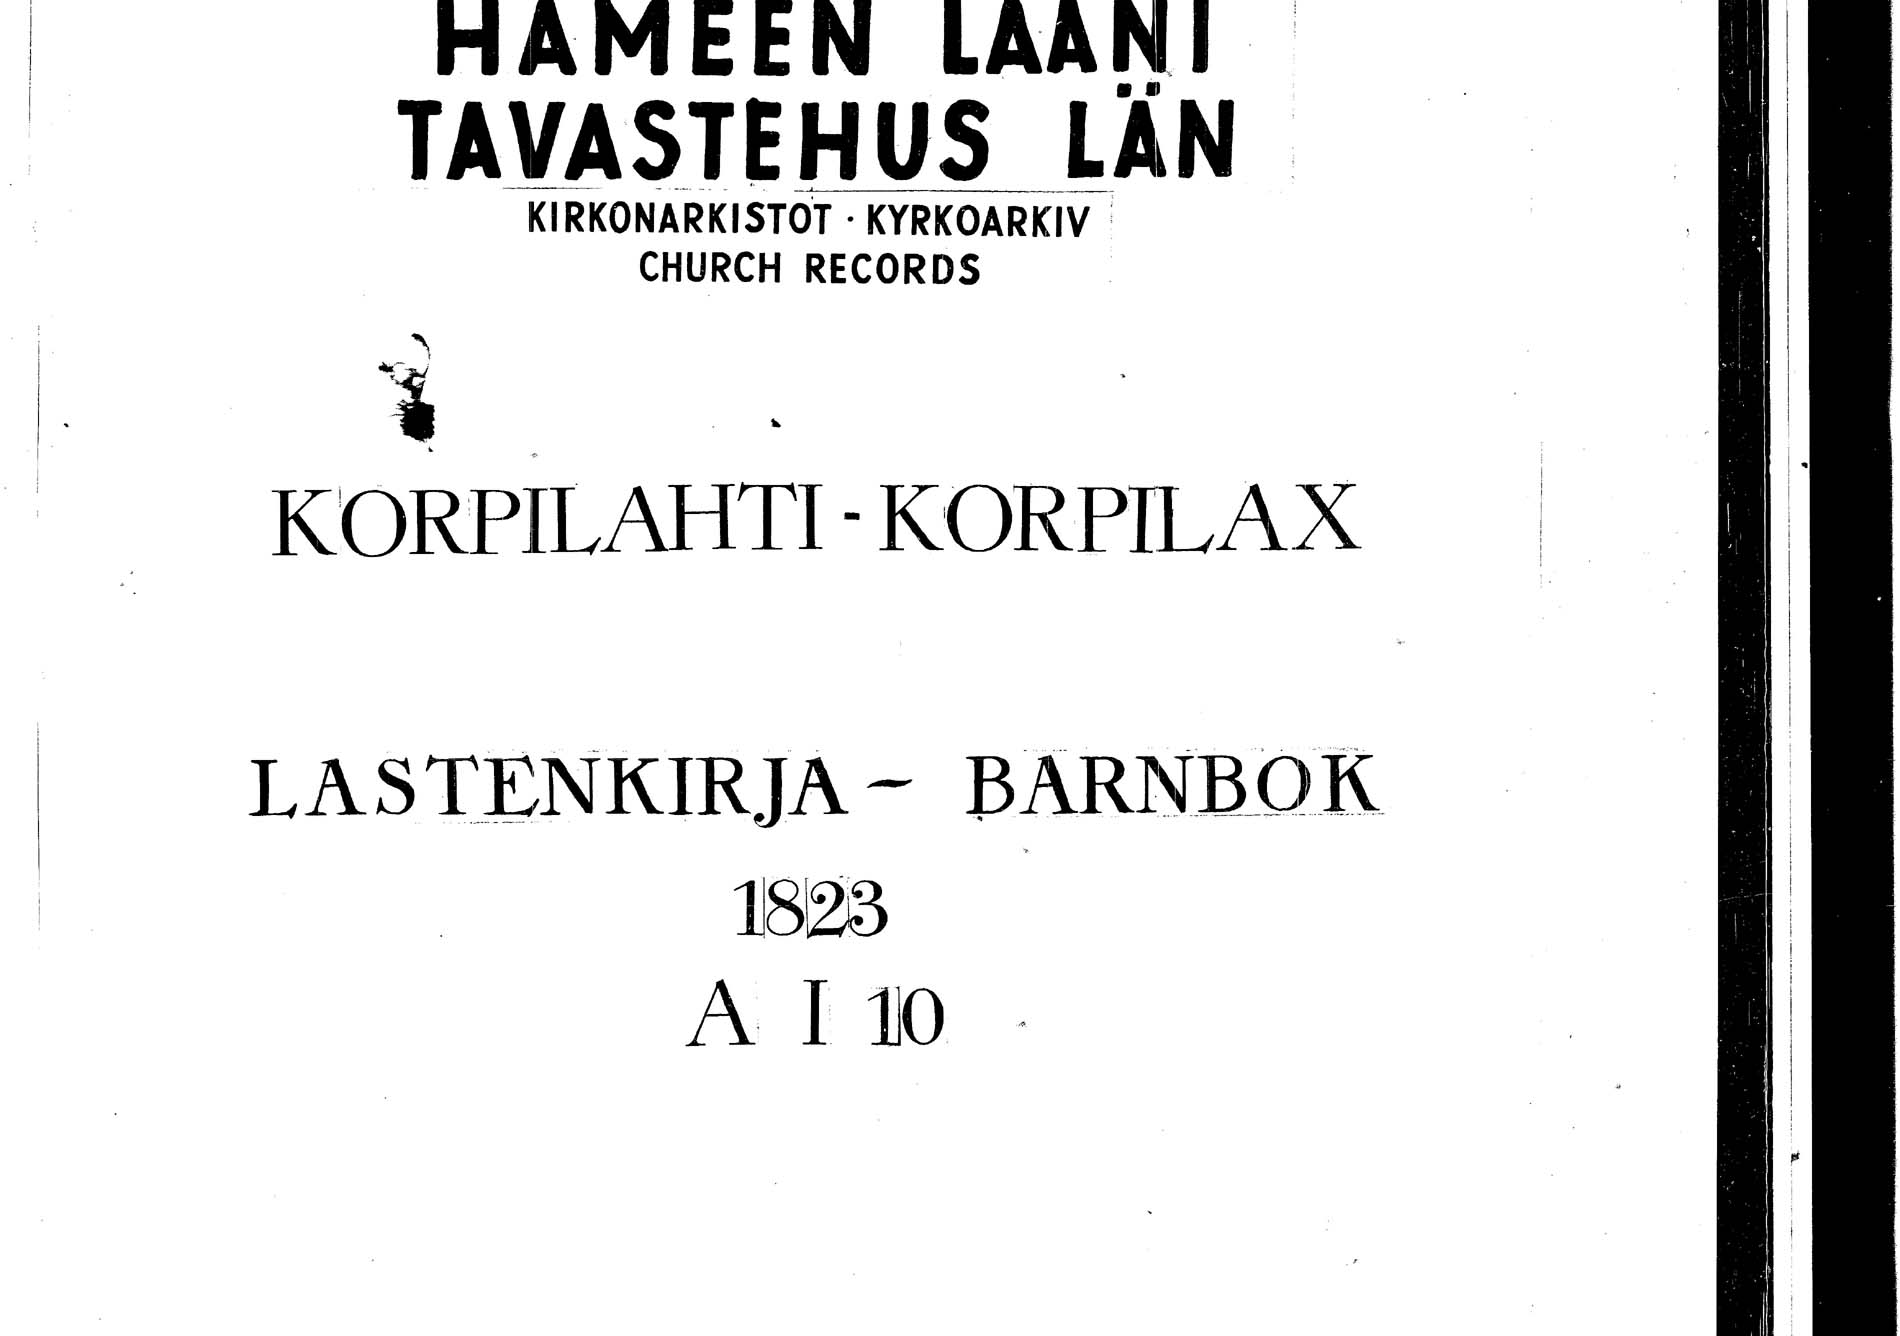 HÄMEEN LÄÄNI
TAVASTEHUS LÄN
KIRKONARKISTOT · KYRKOARKIV
CHURCH RECORDS
KORPILAHTI - KORPILAX
LASTENKIRJA - BARNBOK
1823
A I 10